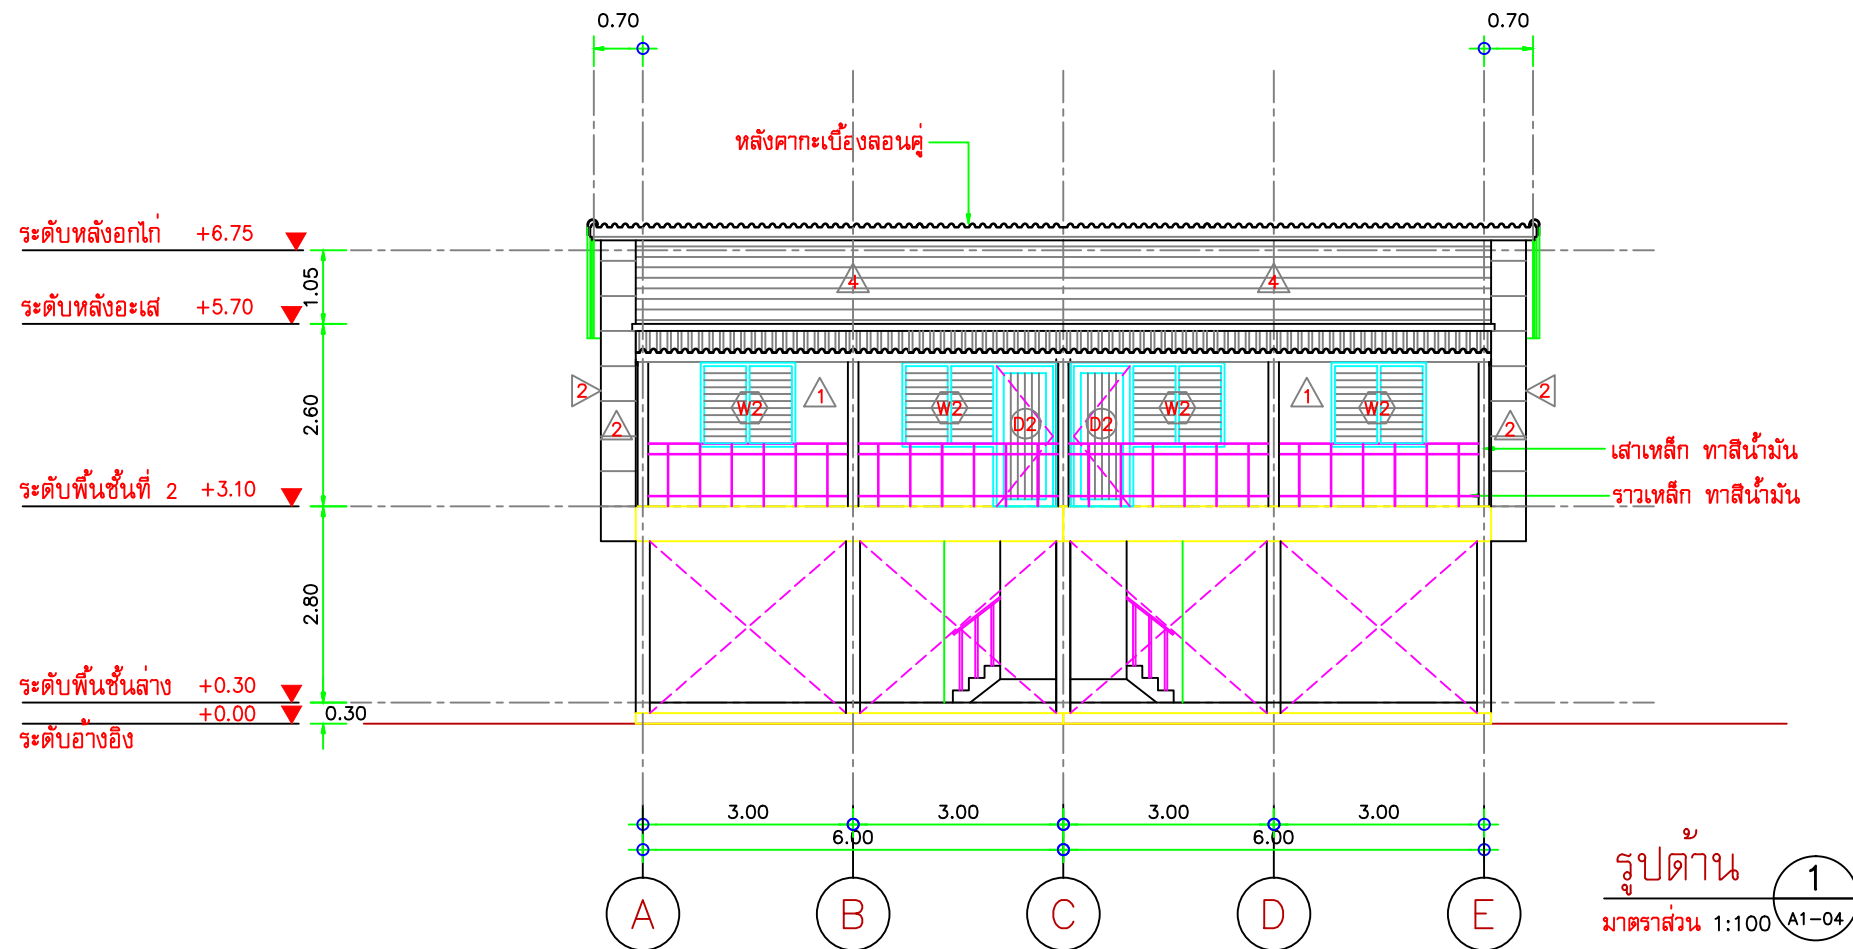 0.70
0.70
หลังคากะเบื้องลอนคู่
ระดับหลังอกไก่ +6.75
1.05
ระดับหลังอะเส +5.70
4
4
2.60
2
W2
1
W2
D2
D2
W2
1
W2
2
2
2
เสาเหล็ก ทาสีน้ำมัน
ระดับพื้นชั้นที่ 2 +3.10
ราวเหล็ก ทาสีน้ำมัน
2.80
ระดับพื้นชั้นล่าง +0.30
+0.00
0.30
ระดับอ้างอิง
3.00
3.00
3.00
3.00
6.00
6.00
A
B
C
D
E
รูปด้าน
1
มาตราส่วน 1:100
A1-04